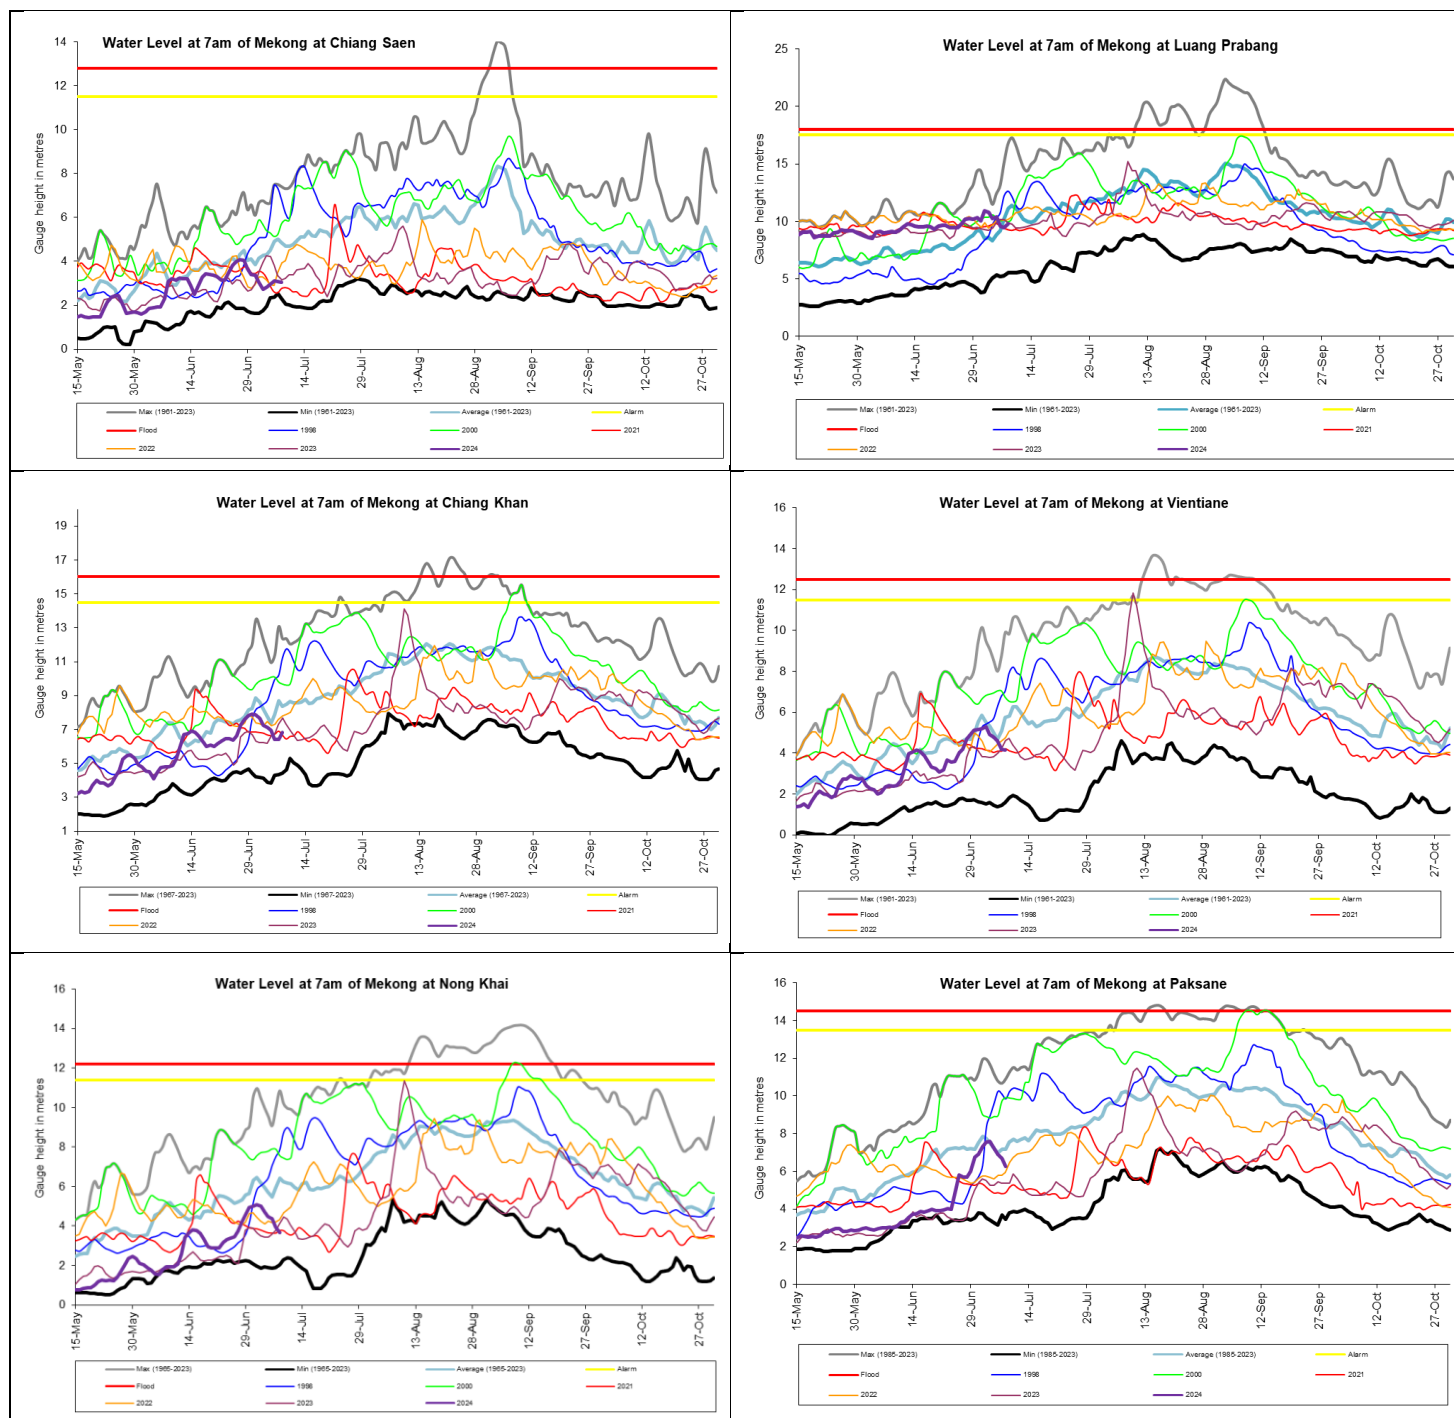 Water Level at 7am of Mekong at Chiang Saen
Gauge height in metres
14
12
10
8
6
4
2
0
15-May
30-May
14-Jun
29-Jun
14-Jul
29-Jul
13-Aug
28-Aug
12-Sep
27-Sep
12-Oct
27-Oct
Max (1961-2023) Min (1961-2023) Average (1961-2023) Alarm
Flood 1998 2000 2021
2022 2023 2024
Water Level at 7am of Mekong at Luang Prabang
Gauge height in metres
25
20
15
10
5
0
15-May
30-May
14-Jun
29-Jun
14-Jul
29-Jul
13-Aug
28-Aug
12-Sep
27-Sep
12-Oct
27-Oct
Max (1961-2023) Min (1961-2023) Average (1961-2023) Alarm
Flood 1998 2000 2021
2022 2023 2024
Water Level at 7am of Mekong at Chiang Khan
Gauge height in metres
19
17
15
13
11
9
7
5
3
1
15-May
30-May
14-Jun
29-Jun
14-Jul
29-Jul
13-Aug
28-Aug
12-Sep
27-Sep
12-Oct
27-Oct
Max (1967-2023) Min (1967-2023) Average (1967-2023) Alarm
Flood 1998 2000 2021
2022 2023 2024
Water Level at 7am of Mekong at Vientiane
Gauge height in metres
16
14
12
10
8
6
4
2
0
15-May
30-May
14-Jun
29-Jun
14-Jul
29-Jul
13-Aug
28-Aug
12-Sep
27-Sep
12-Oct
27-Oct
Max (1961-2023) Min (1961-2023) Average (1961-2023) Alarm
Flood 1998 2000 2021
2022 2023 2024
Water Level at 7am of Mekong at Nong Khai
Gauge height in metres
16
14
12
10
8
6
4
2
0
15-May
30-May
14-Jun
29-Jun
14-Jul
29-Jul
13-Aug
28-Aug
12-Sep
27-Sep
12-Oct
27-Oct
Max (1965-2023) Min (1965-2023) Average (1965-2023) Alarm
Flood 1998 2000 2021
2022 2023 2024
Water Level at 7am of Mekong at Paksane
Gauge height in metres
16
14
12
10
8
6
4
2
0
15-May
30-May
14-Jun
29-Jun
14-Jul
29-Jul
13-Aug
28-Aug
12-Sep
27-Sep
12-Oct
27-Oct
Max (1985-2023) Min (1985-2023) Average (1985-2023) Alarm
Flood 1998 2000 2021
2022 2023 2024